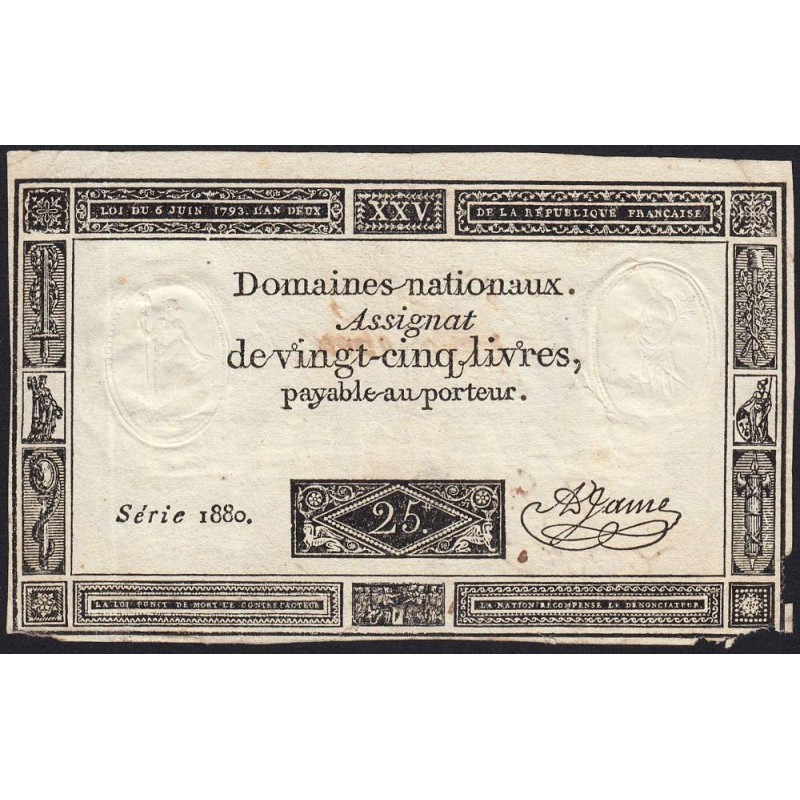 LOI DU 6 JUIN 1793. L'AN DEUX
XXV.
DE LA RÉPUBLIQUE FRANÇAISE
Domaines nationaux.
Assignat
de vingt-cinq livres,
payable au porteur.
Série 1880.
25.
A Jame
LA LOI PUNIT DE MORT LE CONTREFACTEUR
LA NATION RÉCOMPENSE LE DÉNONCIATEUR